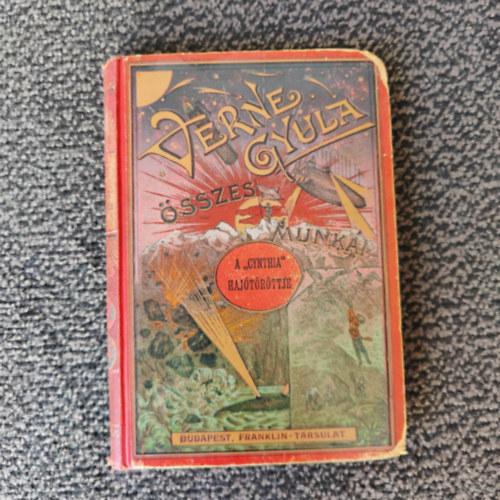 VERNE
GYULA
ÖSSZES
MUNKÁI
A „CYNTHIA"
HAJÓTÖRÖTTJE
BUDAPEST, FRANKLIN-TÁRSULAT